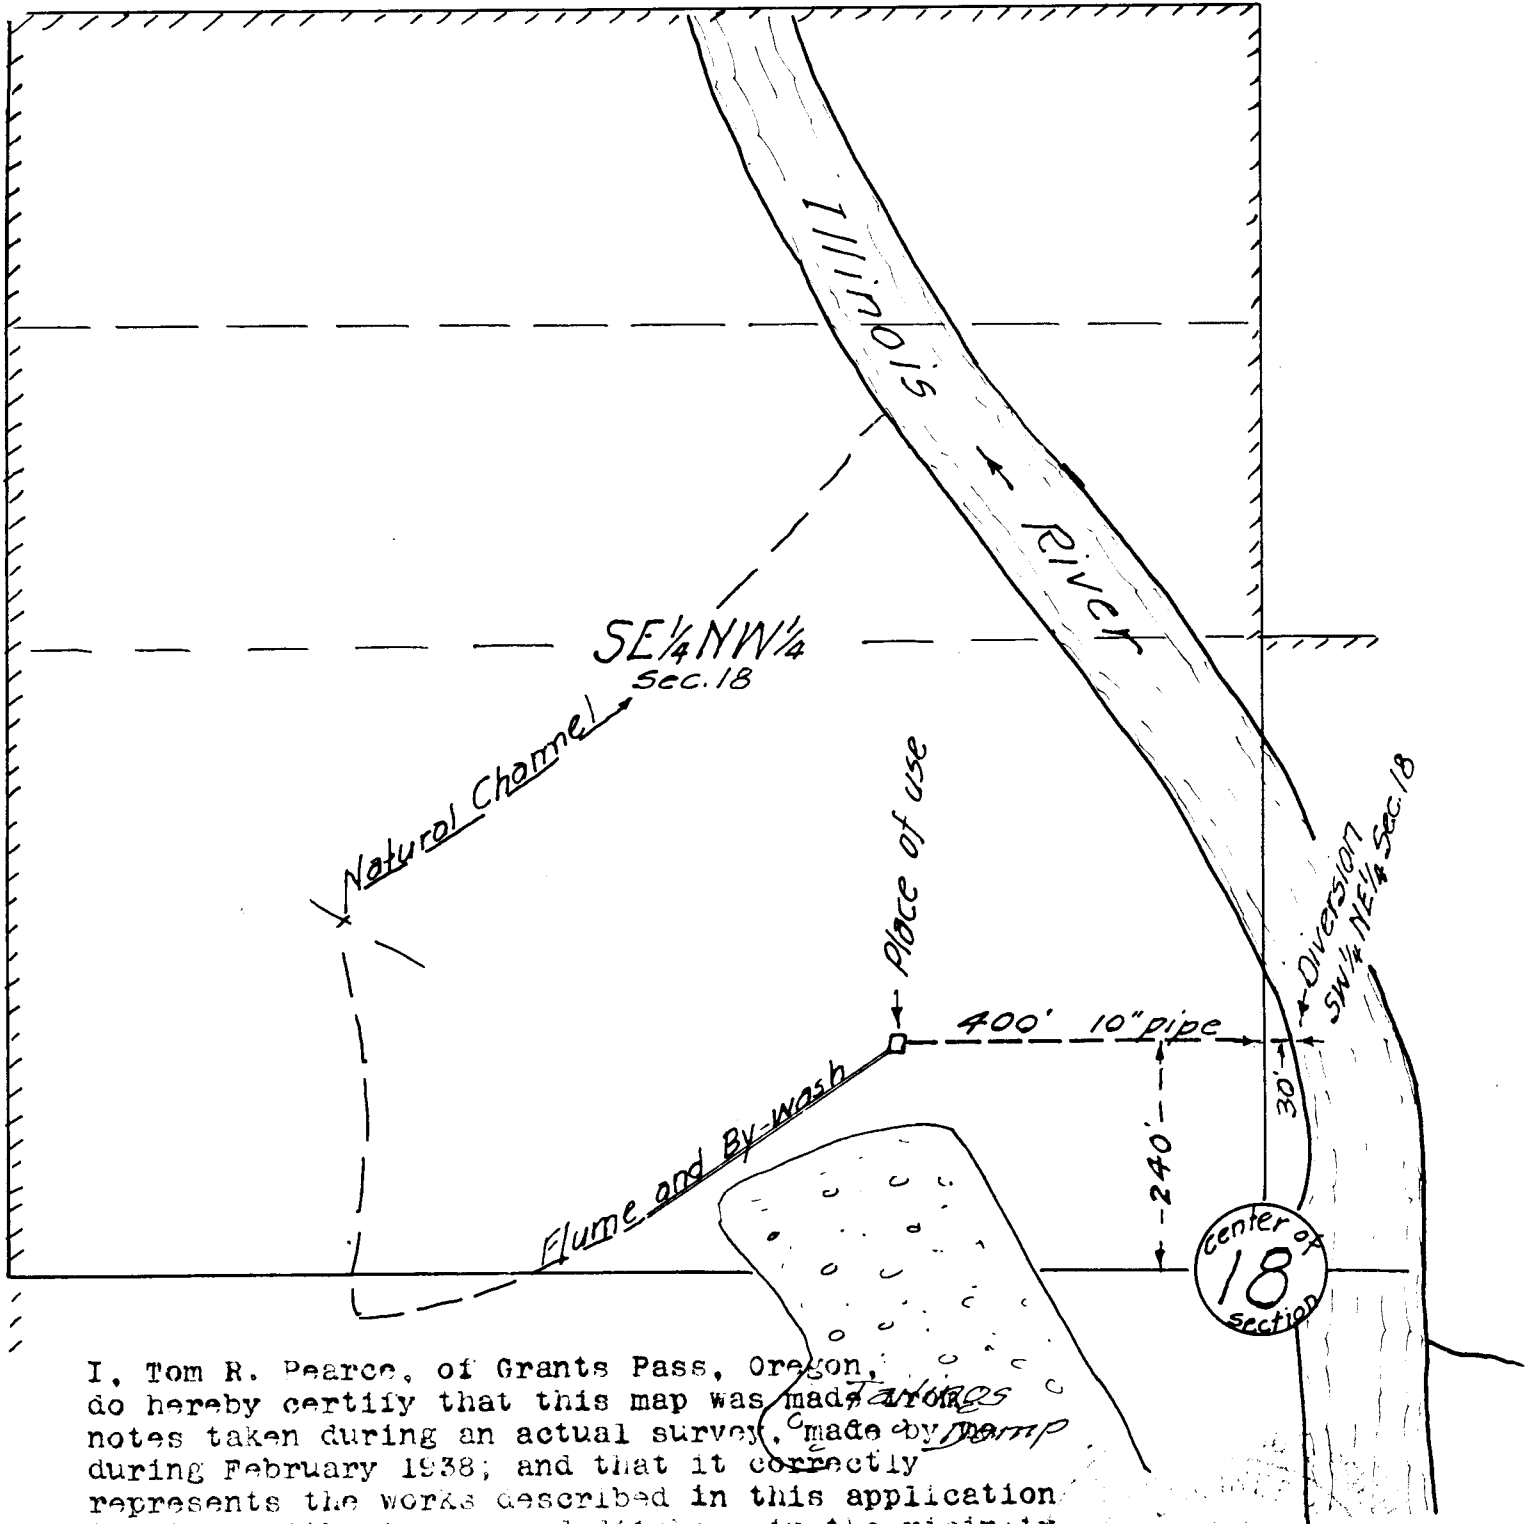 Illinois
River
SE¼ NW¼
Sec. 18
Natural Channel
Place of use
Diversion
SW¼ NE¼ Sec. 18
400' 10" pipe
30'
240'
Flume and By-wash
center of
18
section
Tailings
Dump
I, Tom R. Pearce, of Grants Pass, Oregon,
do hereby certify that this map was made from
notes taken during an actual survey, made by me
during February 1938; and that it correctly
represents the works described in this application